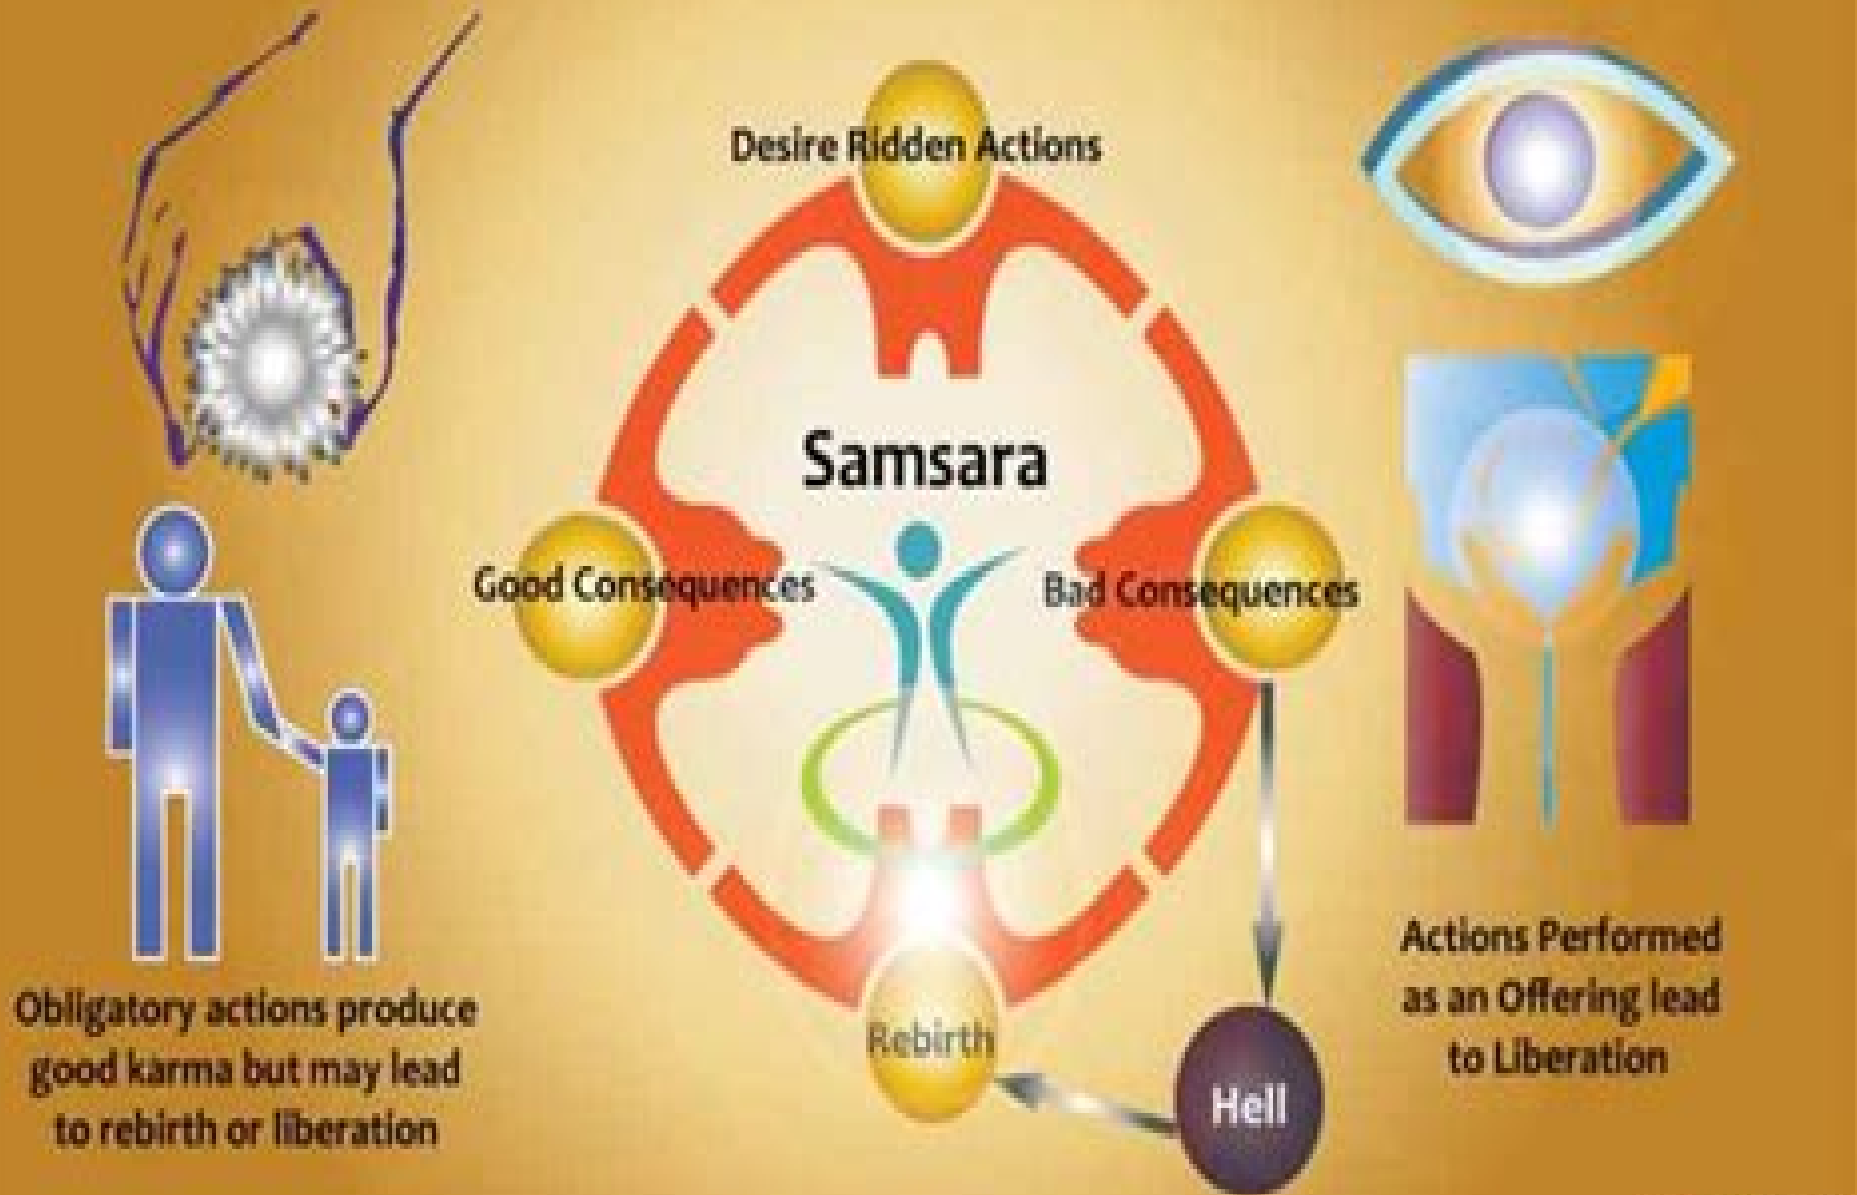 Desire Ridden Actions
Samsara
Good Consequences
Bad Consequences
Rebirth
Hell
Obligatory actions produce
good karma but may lead
to rebirth or liberation
Actions Performed
as an Offering lead
to Liberation